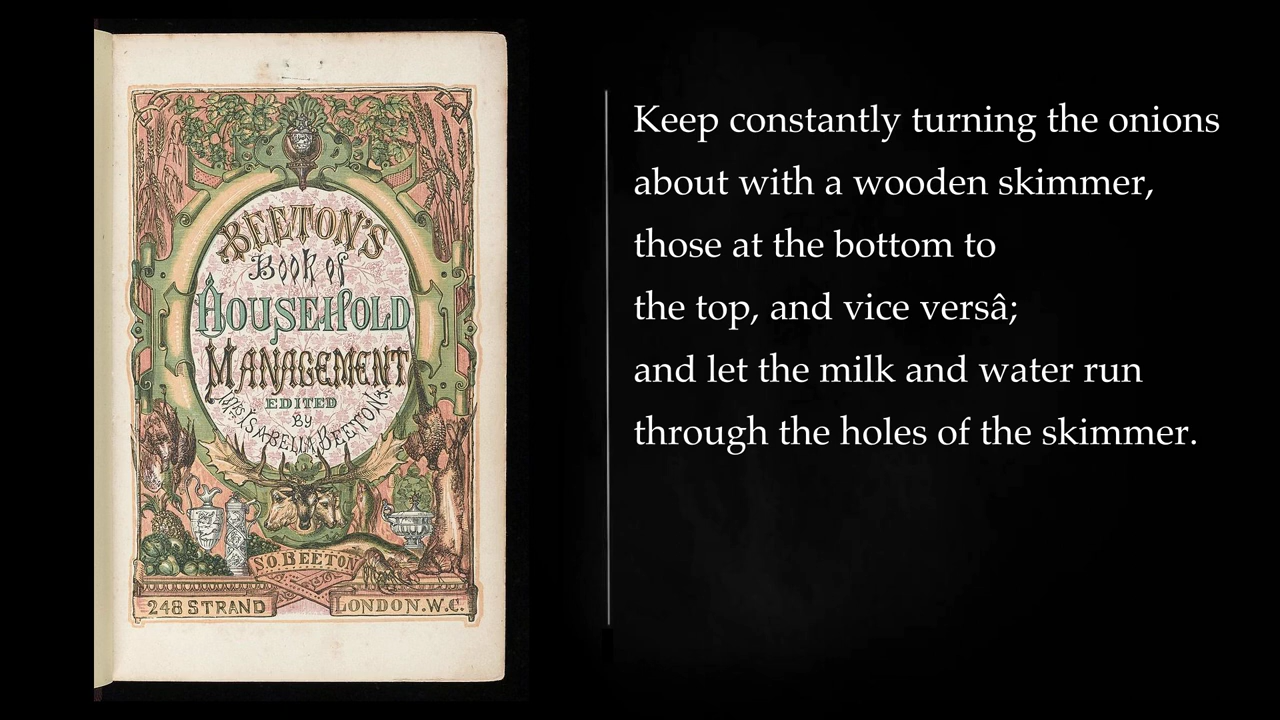 BEETON'S
Book of
HOUSEHOLD
MANAGEMENT
EDITED
BY
MRS ISABELLA BEETON
S.O. BEETON
248 STRAND
LONDON. W.C.
Keep constantly turning the onions
about with a wooden skimmer,
those at the bottom to
the top, and vice versâ;
and let the milk and water run
through the holes of the skimmer.